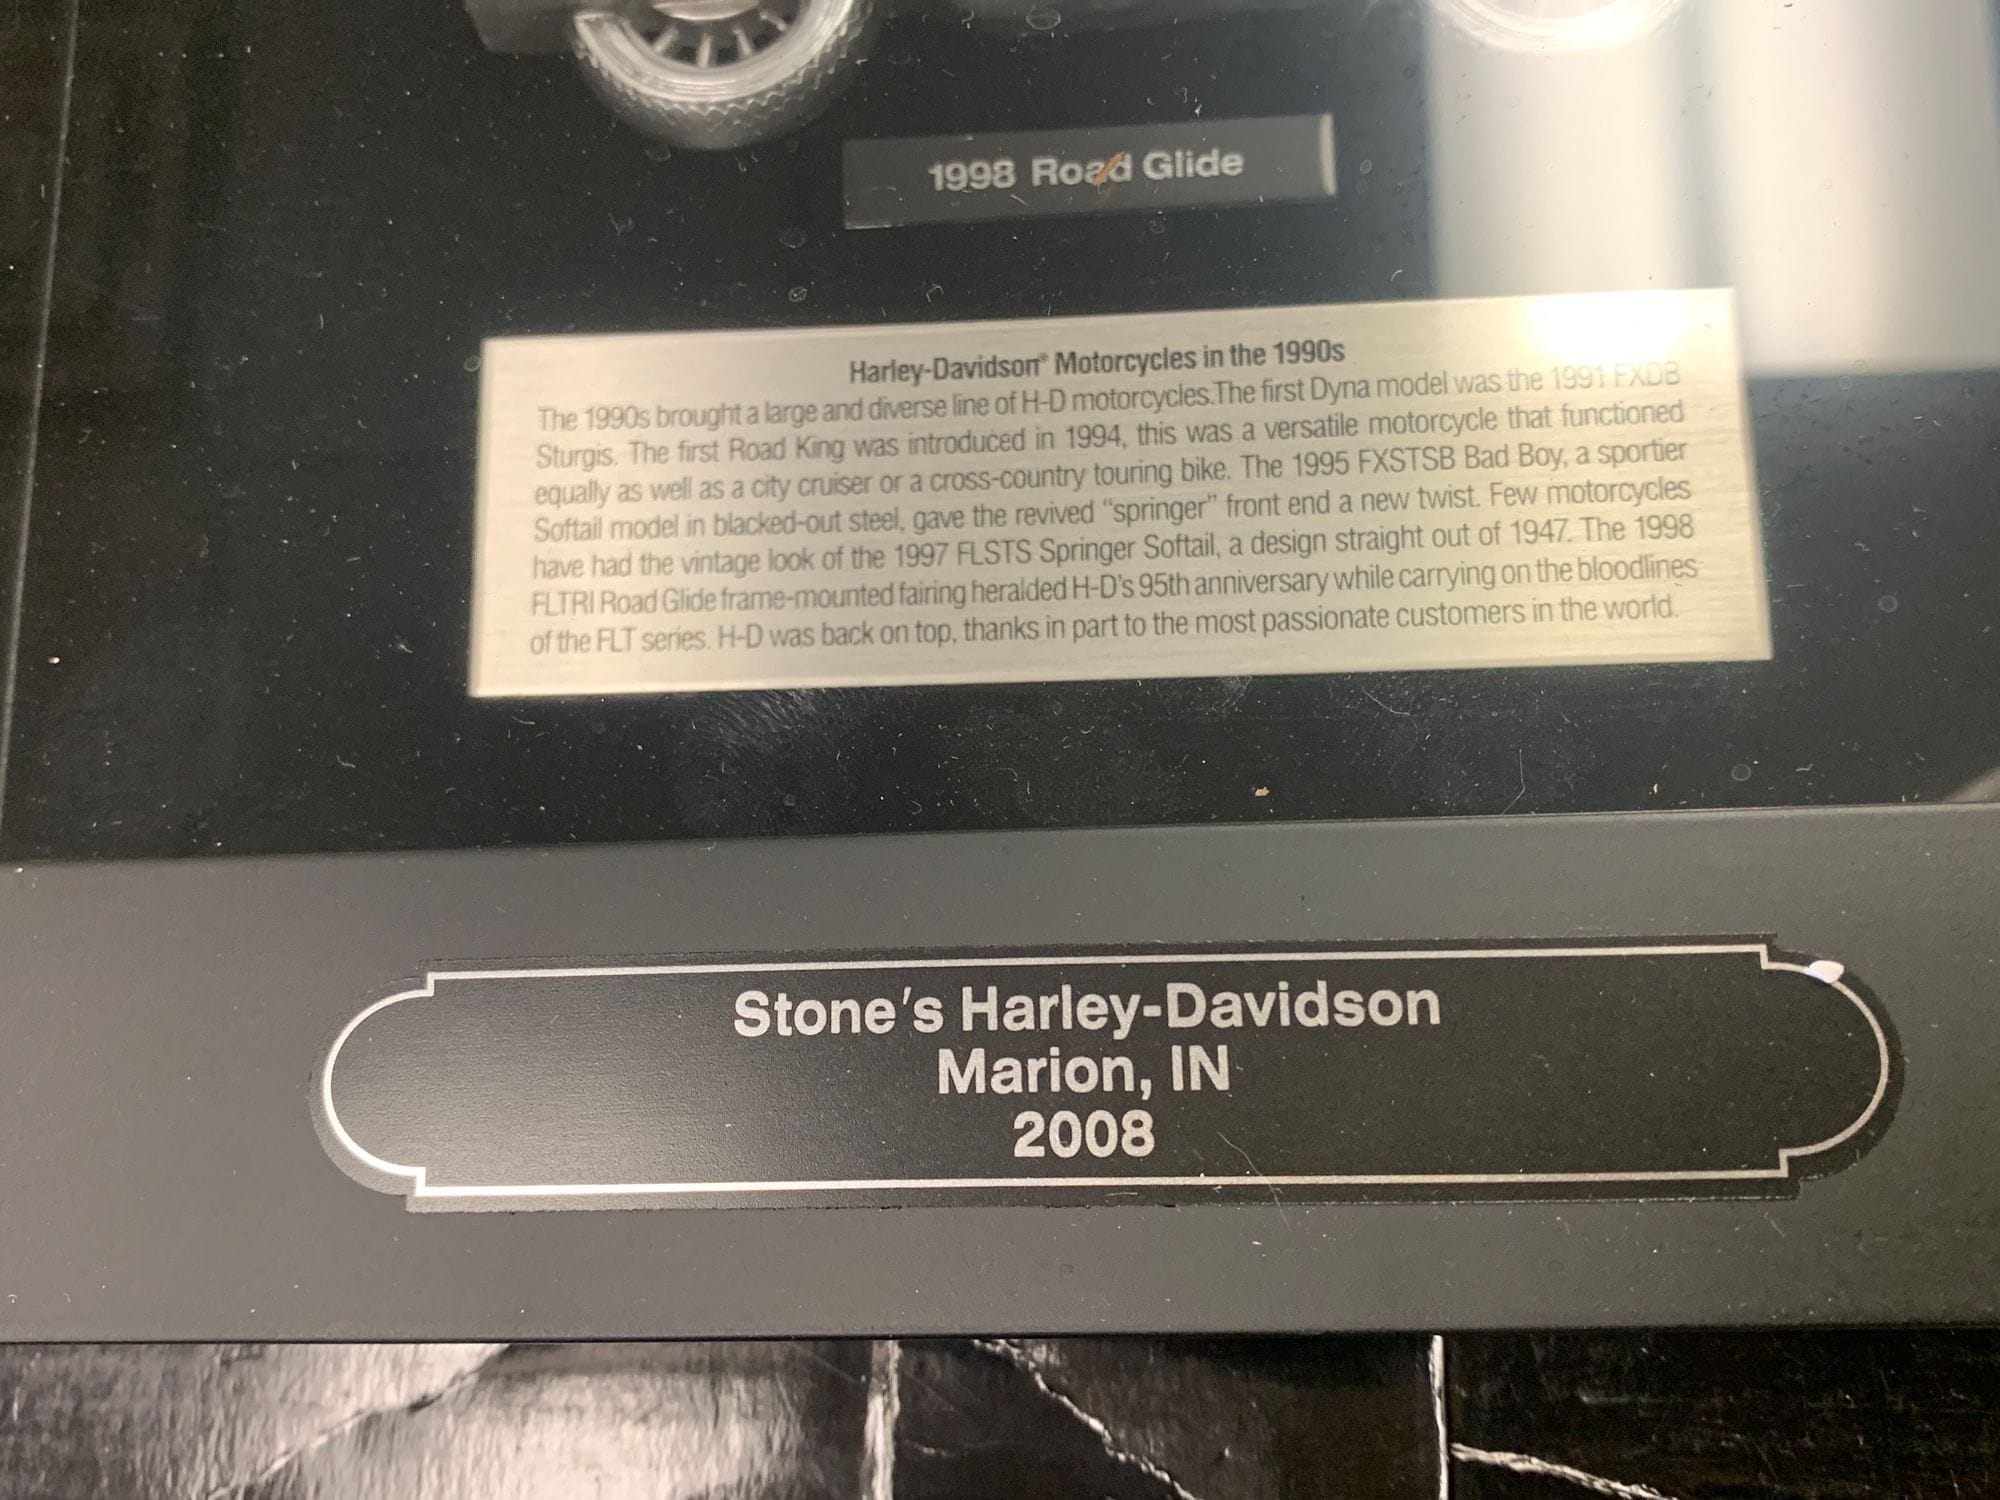 1998 Road Glide
Harley-Davidson® Motorcycles in the 1990s
The 1990s brought a large and diverse line of H-D motorcycles.The first Dyna model was the 1991 FXDB
Sturgis. The first Road King was introduced in 1994, this was a versatile motorcycle that functioned
equally as well as a city cruiser or a cross-country touring bike. The 1995 FXSTSB Bad Boy, a sportier
Softail model in blacked-out steel, gave the revived “springer” front end a new twist. Few motorcycles
have had the vintage look of the 1997 FLSTS Springer Softail, a design straight out of 1947. The 1998
FLTRI Road Glide frame-mounted fairing heralded H-D's 95th anniversary while carrying on the bloodlines
of the FLT series. H-D was back on top, thanks in part to the most passionate customers in the world.
Stone's Harley-Davidson
Marion, IN
2008